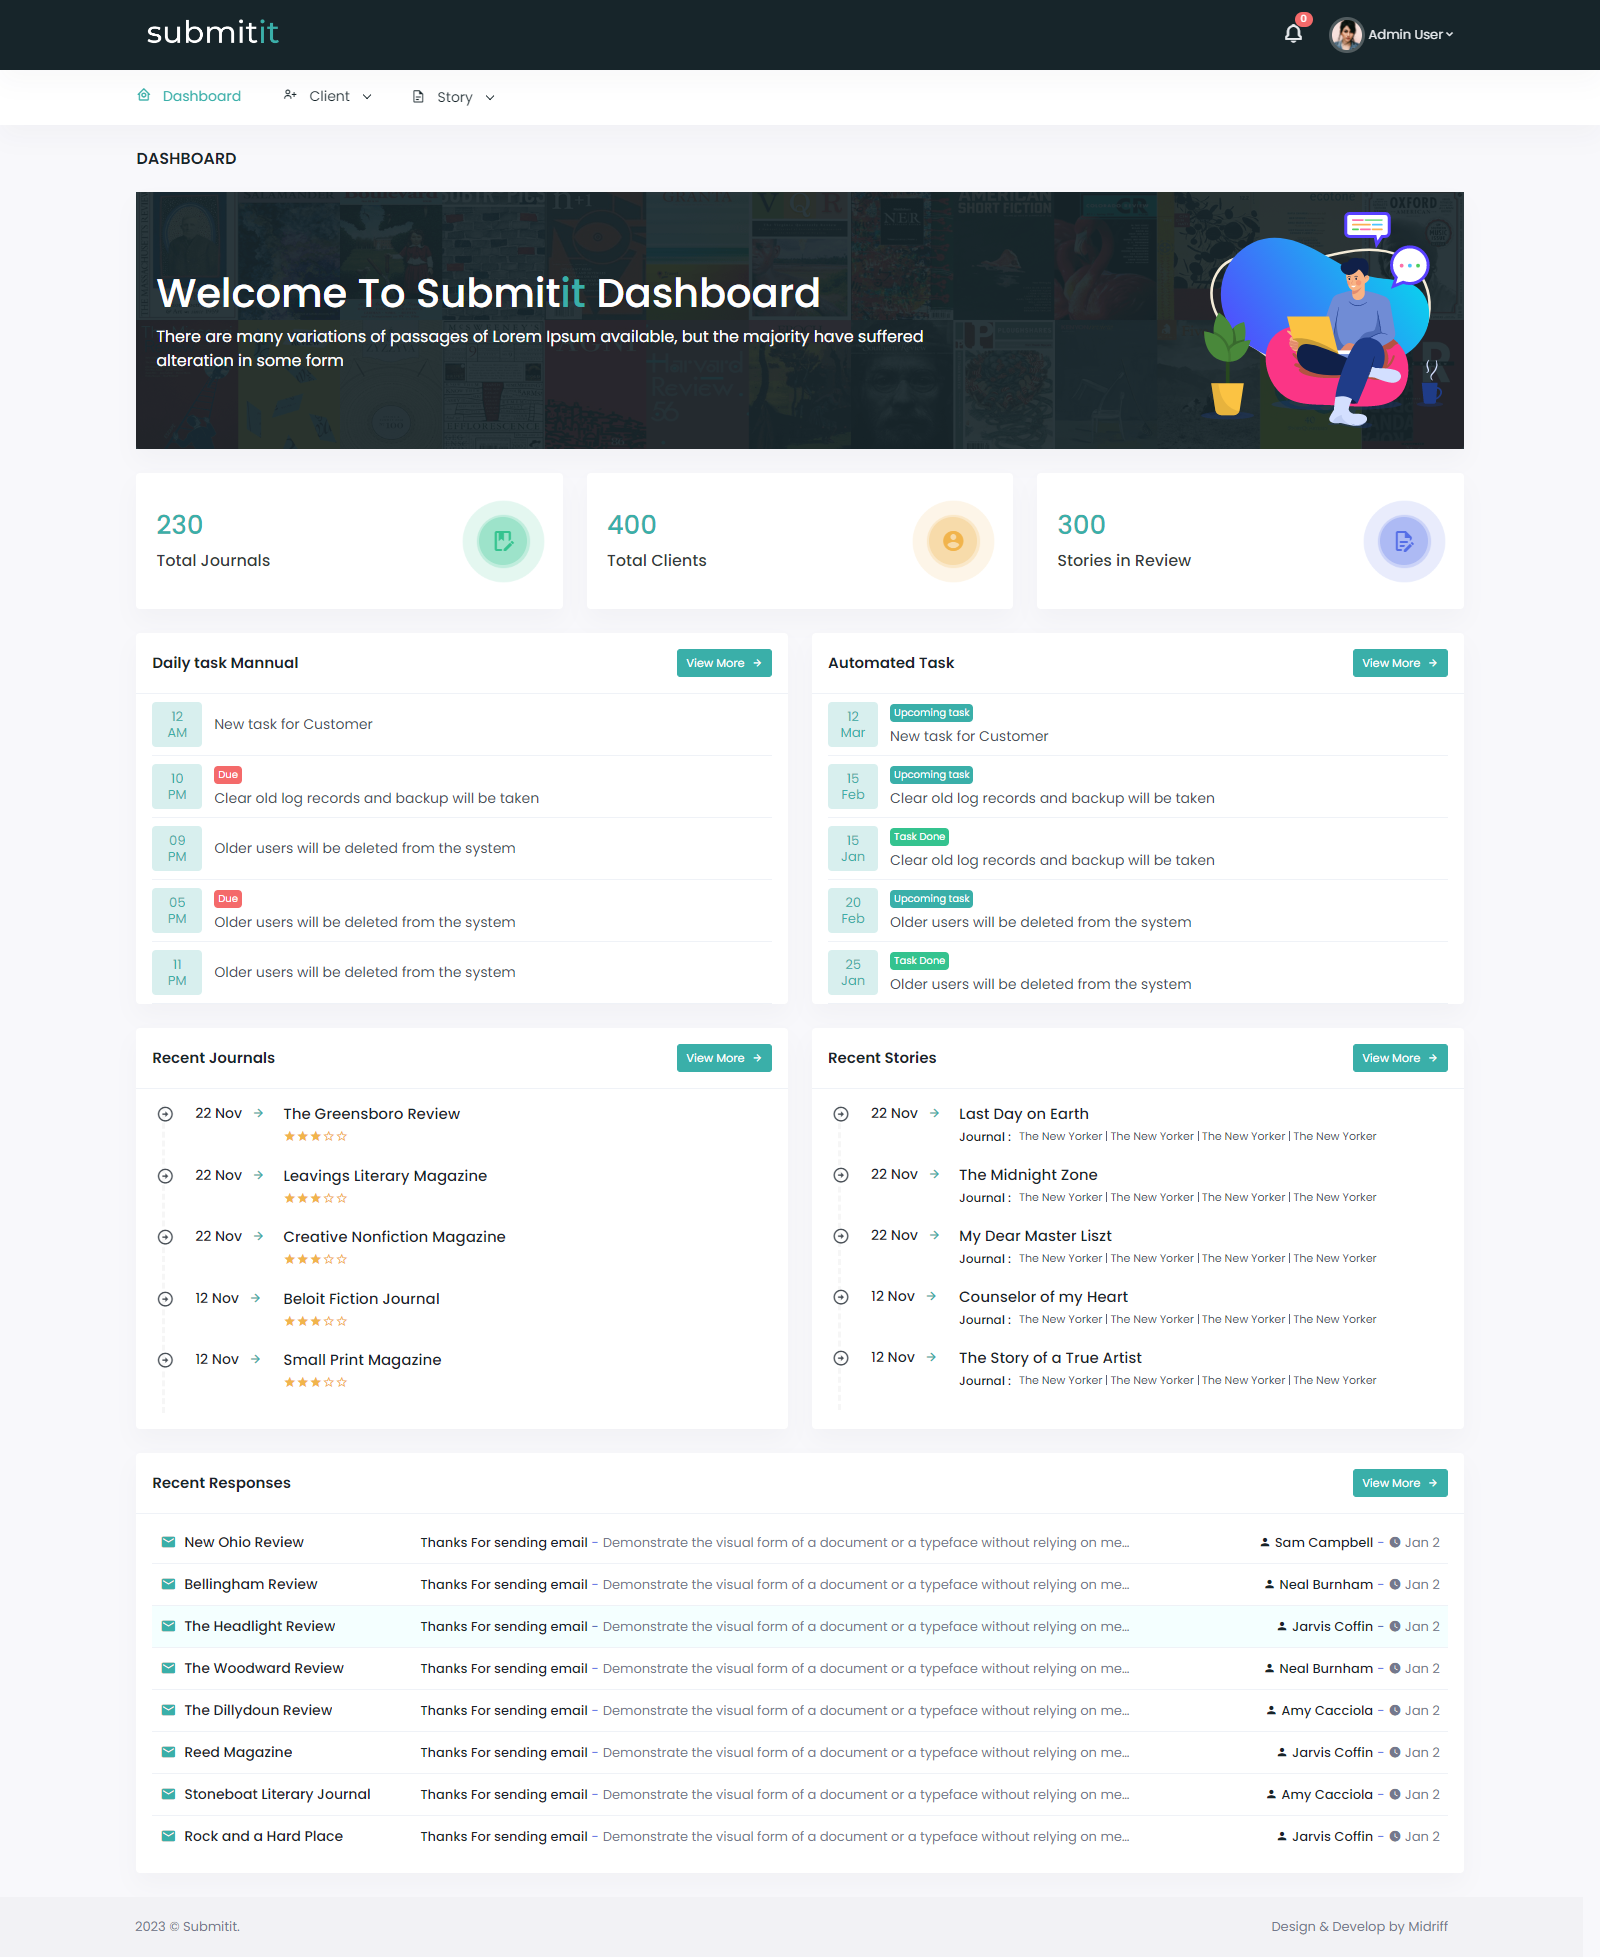 submitit
0
Admin User
Dashboard
Client
Story
DASHBOARD
AMERICAN
SHORT FICTION
OXFORD
NER
VQR
n+1
Welcome To Submitit Dashboard
There are many variations of passages of Lorem Ipsum available, but the majority have suffered
alteration in some form
EFFLORESCENCE
Review
230
Total Journals
400
Total Clients
300
Stories in Review
Daily task Mannual
View More
12
AM
New task for Customer
10
PM
Due
Clear old log records and backup will be taken
09
PM
Older users will be deleted from the system
05
PM
Due
Older users will be deleted from the system
11
PM
Older users will be deleted from the system
Automated Task
View More
12
Mar
Upcoming task
New task for Customer
15
Feb
Upcoming task
Clear old log records and backup will be taken
15
Jan
Task Done
Clear old log records and backup will be taken
20
Feb
Upcoming task
Older users will be deleted from the system
25
Jan
Task Done
Older users will be deleted from the system
Recent Journals
View More
22 Nov The Greensboro Review
22 Nov Leavings Literary Magazine
22 Nov Creative Nonfiction Magazine
12 Nov Beloit Fiction Journal
12 Nov Small Print Magazine
Recent Stories
View More
22 Nov Last Day on Earth
Journal : The New Yorker | The New Yorker | The New Yorker | The New Yorker
22 Nov The Midnight Zone
Journal : The New Yorker | The New Yorker | The New Yorker | The New Yorker
22 Nov My Dear Master Liszt
Journal : The New Yorker | The New Yorker | The New Yorker | The New Yorker
12 Nov Counselor of my Heart
Journal : The New Yorker | The New Yorker | The New Yorker | The New Yorker
12 Nov The Story of a True Artist
Journal : The New Yorker | The New Yorker | The New Yorker | The New Yorker
Recent Responses
View More
New Ohio Review Thanks For sending email - Demonstrate the visual form of a document or a typeface without relying on me... Sam Campbell - Jan 2
Bellingham Review Thanks For sending email - Demonstrate the visual form of a document or a typeface without relying on me... Neal Burnham - Jan 2
The Headlight Review Thanks For sending email - Demonstrate the visual form of a document or a typeface without relying on me... Jarvis Coffin - Jan 2
The Woodward Review Thanks For sending email - Demonstrate the visual form of a document or a typeface without relying on me... Neal Burnham - Jan 2
The Dillydoun Review Thanks For sending email - Demonstrate the visual form of a document or a typeface without relying on me... Amy Cacciola - Jan 2
Reed Magazine Thanks For sending email - Demonstrate the visual form of a document or a typeface without relying on me... Jarvis Coffin - Jan 2
Stoneboat Literary Journal Thanks For sending email - Demonstrate the visual form of a document or a typeface without relying on me... Amy Cacciola - Jan 2
Rock and a Hard Place Thanks For sending email - Demonstrate the visual form of a document or a typeface without relying on me... Jarvis Coffin - Jan 2
2023 © Submitit.
Design & Develop by Midriff